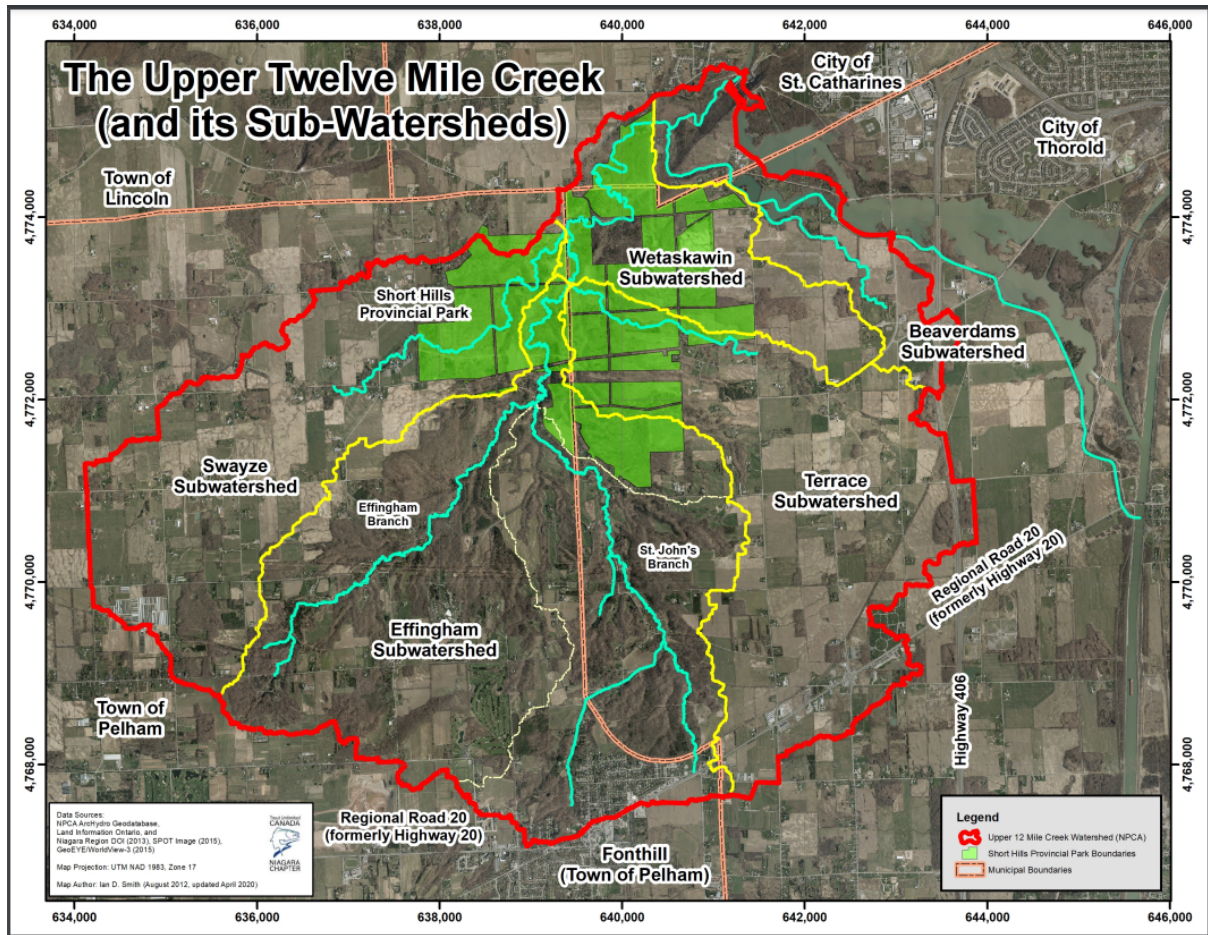 634,000 636,000 638,000 640,000 642,000 644,000 646,000
The Upper Twelve Mile Creek
(and its Sub-Watersheds)
City of
St. Catharines
City of
Thorold
Town of
Lincoln
4,774,000
4,774,000
Wetaskawin
Subwatershed
Short Hills
Provincial Park
Beaverdams
Subwatershed
4,772,000
4,772,000
Swayze
Subwatershed
Terrace
Subwatershed
Effingham
Branch
St. John's
Branch
Regional Road 20
(formerly Highway 20)
4,770,000
4,770,000
Effingham
Subwatershed
Town of
Pelham
Highway 406
4,768,000
4,768,000
Regional Road 20
(formerly Highway 20)
Fonthill
(Town of Pelham)
Data Sources:
NPCA ArcHydro Geodatabase,
Land Information Ontario, and
Niagara Region DOI (2013), SPOT Image (2015),
GeoEYE/WorldView-3 (2015)
Map Projection: UTM NAD 1983, Zone 17
Map Author: Ian D. Smith (August 2012, updated April 2020)
Trout Unlimited
CANADA
NIAGARA
CHAPTER
Legend
Upper 12 Mile Creek Watershed (NPCA)
Short Hills Provincial Park Boundaries
Municipal Boundaries
634,000 636,000 638,000 640,000 642,000 644,000 646,000